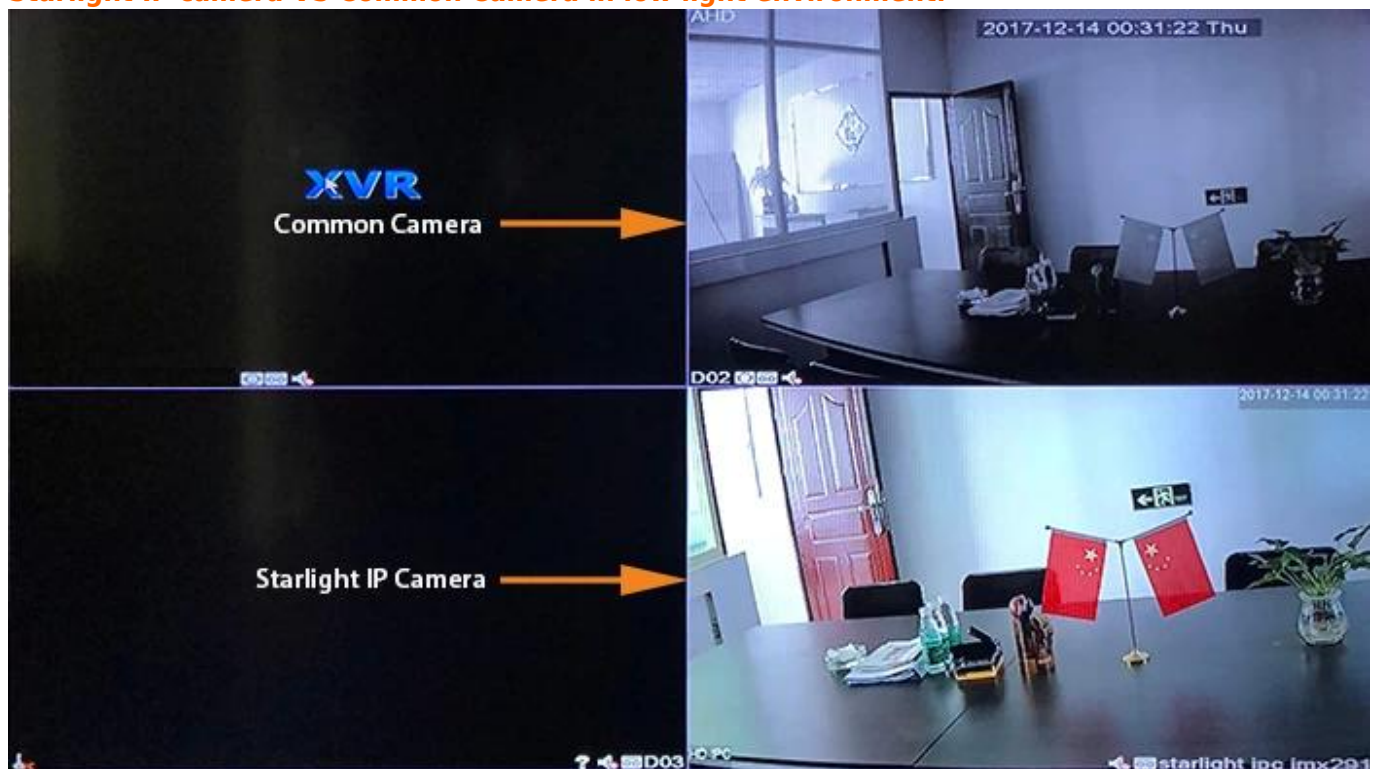 Starlight IP camera VS Common Camera in low light environment.
AHD
2017-12-14 00:31:22 Thu
XVR
Common Camera
D02
2017-12-14 00:31:22
Starlight IP Camera
? D03
HD IPC
starlight ipc imx291